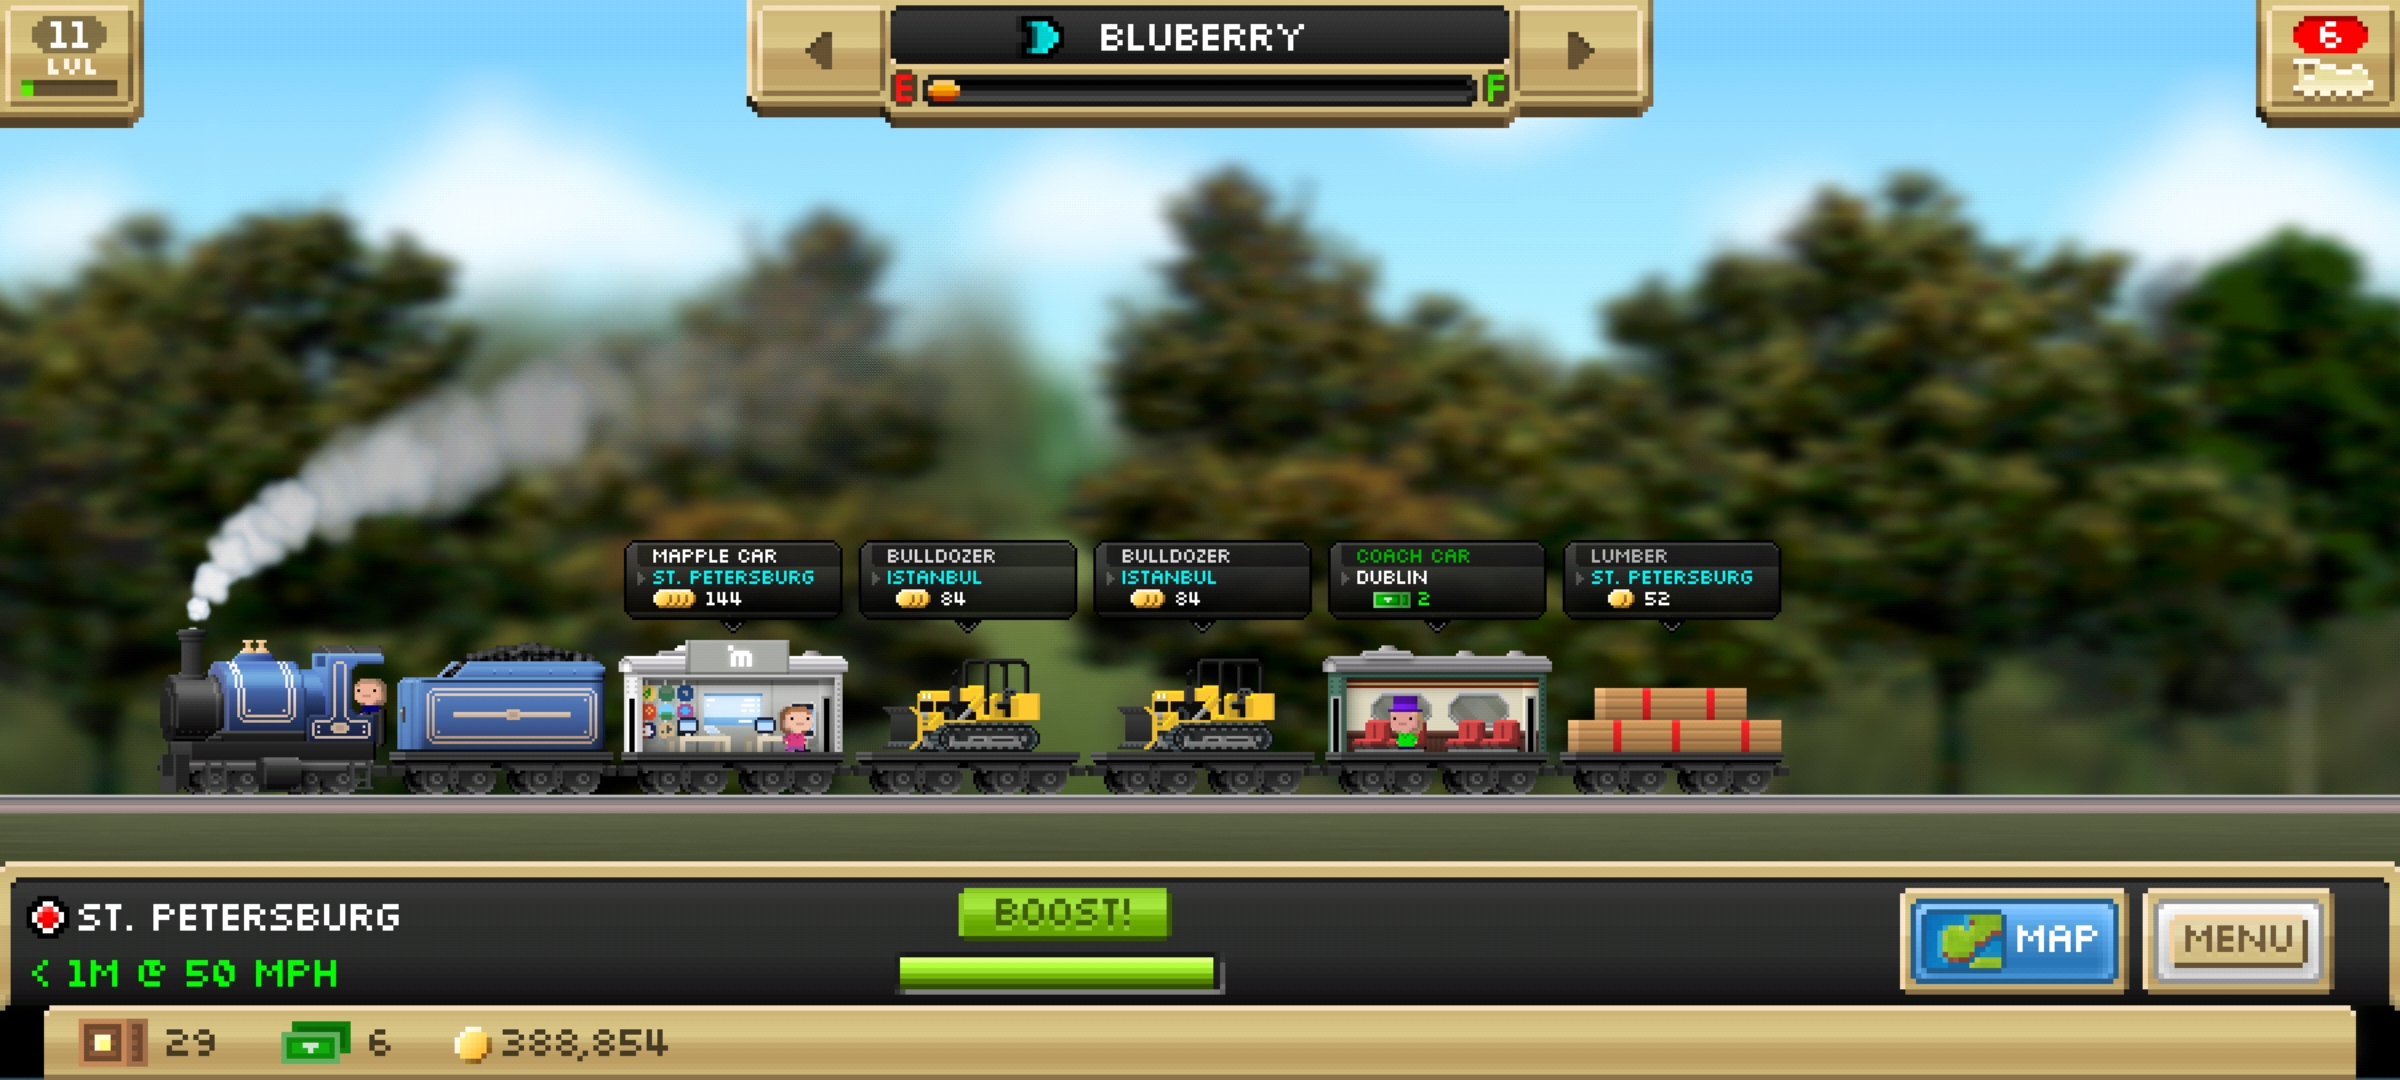 11
LVL
BLUBERRY
E F
6
MAPPLE CAR
ST. PETERSBURG
144
BULLDOZER
ISTANBUL
84
BULLDOZER
ISTANBUL
84
COACH CAR
DUBLIN
2
LUMBER
ST. PETERSBURG
52
m
ST. PETERSBURG
< 1M @ 50 MPH
BOOST!
MAP
MENU
29
6
388,854